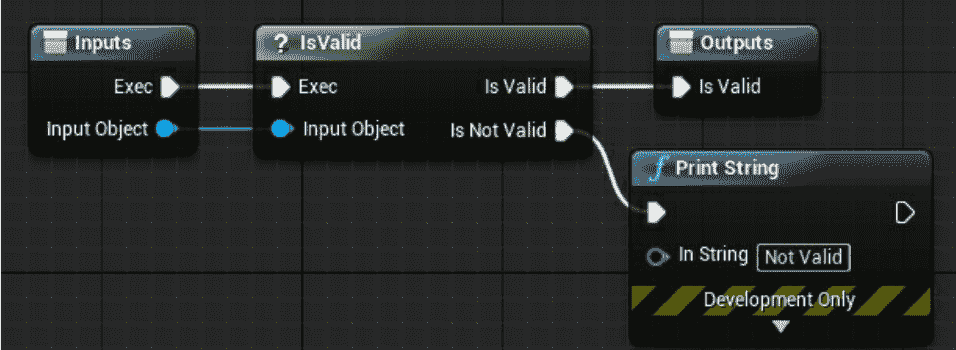 Inputs
Exec
Input Object
? IsValid
Exec
Is Valid
Input Object
Is Not Valid
Outputs
Is Valid
f Print String
In String Not Valid
Development Only